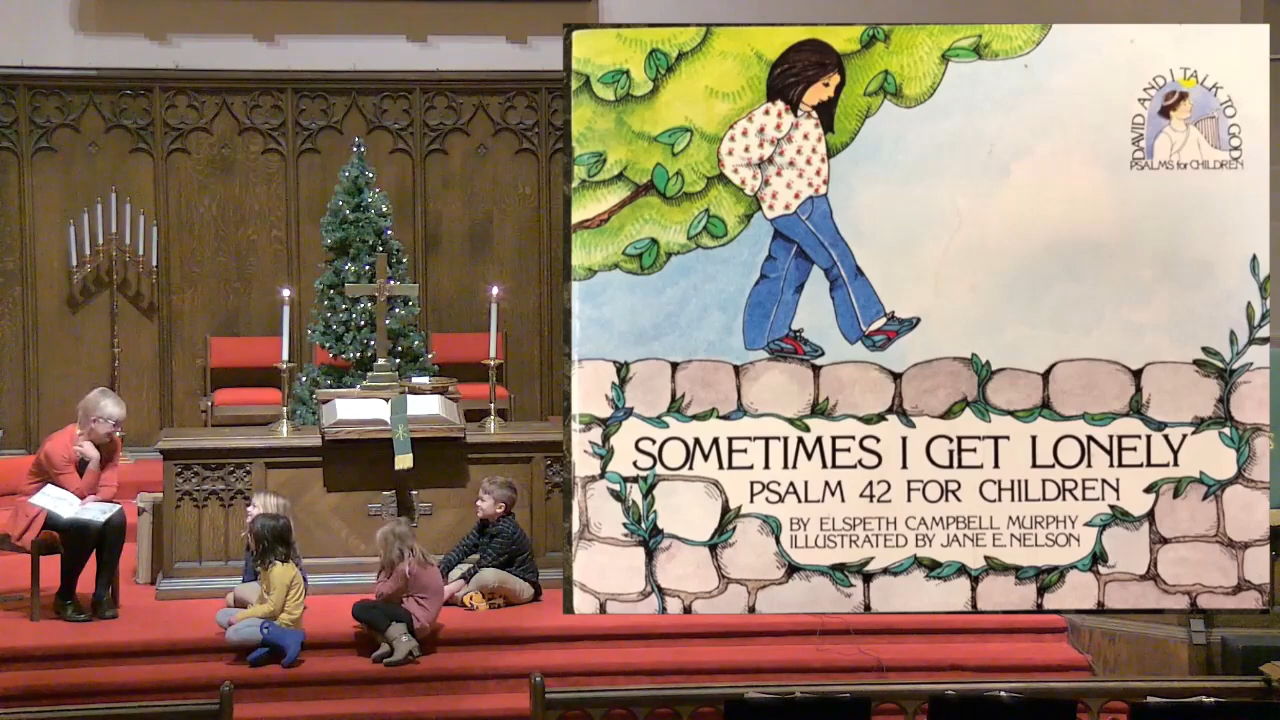 DAVID AND I TALK TO GOD
PSALMS for CHILDREN
SOMETIMES I GET LONELY
PSALM 42 FOR CHILDREN
BY ELSPETH CAMPBELL MURPHY
ILLUSTRATED BY JANE E. NELSON